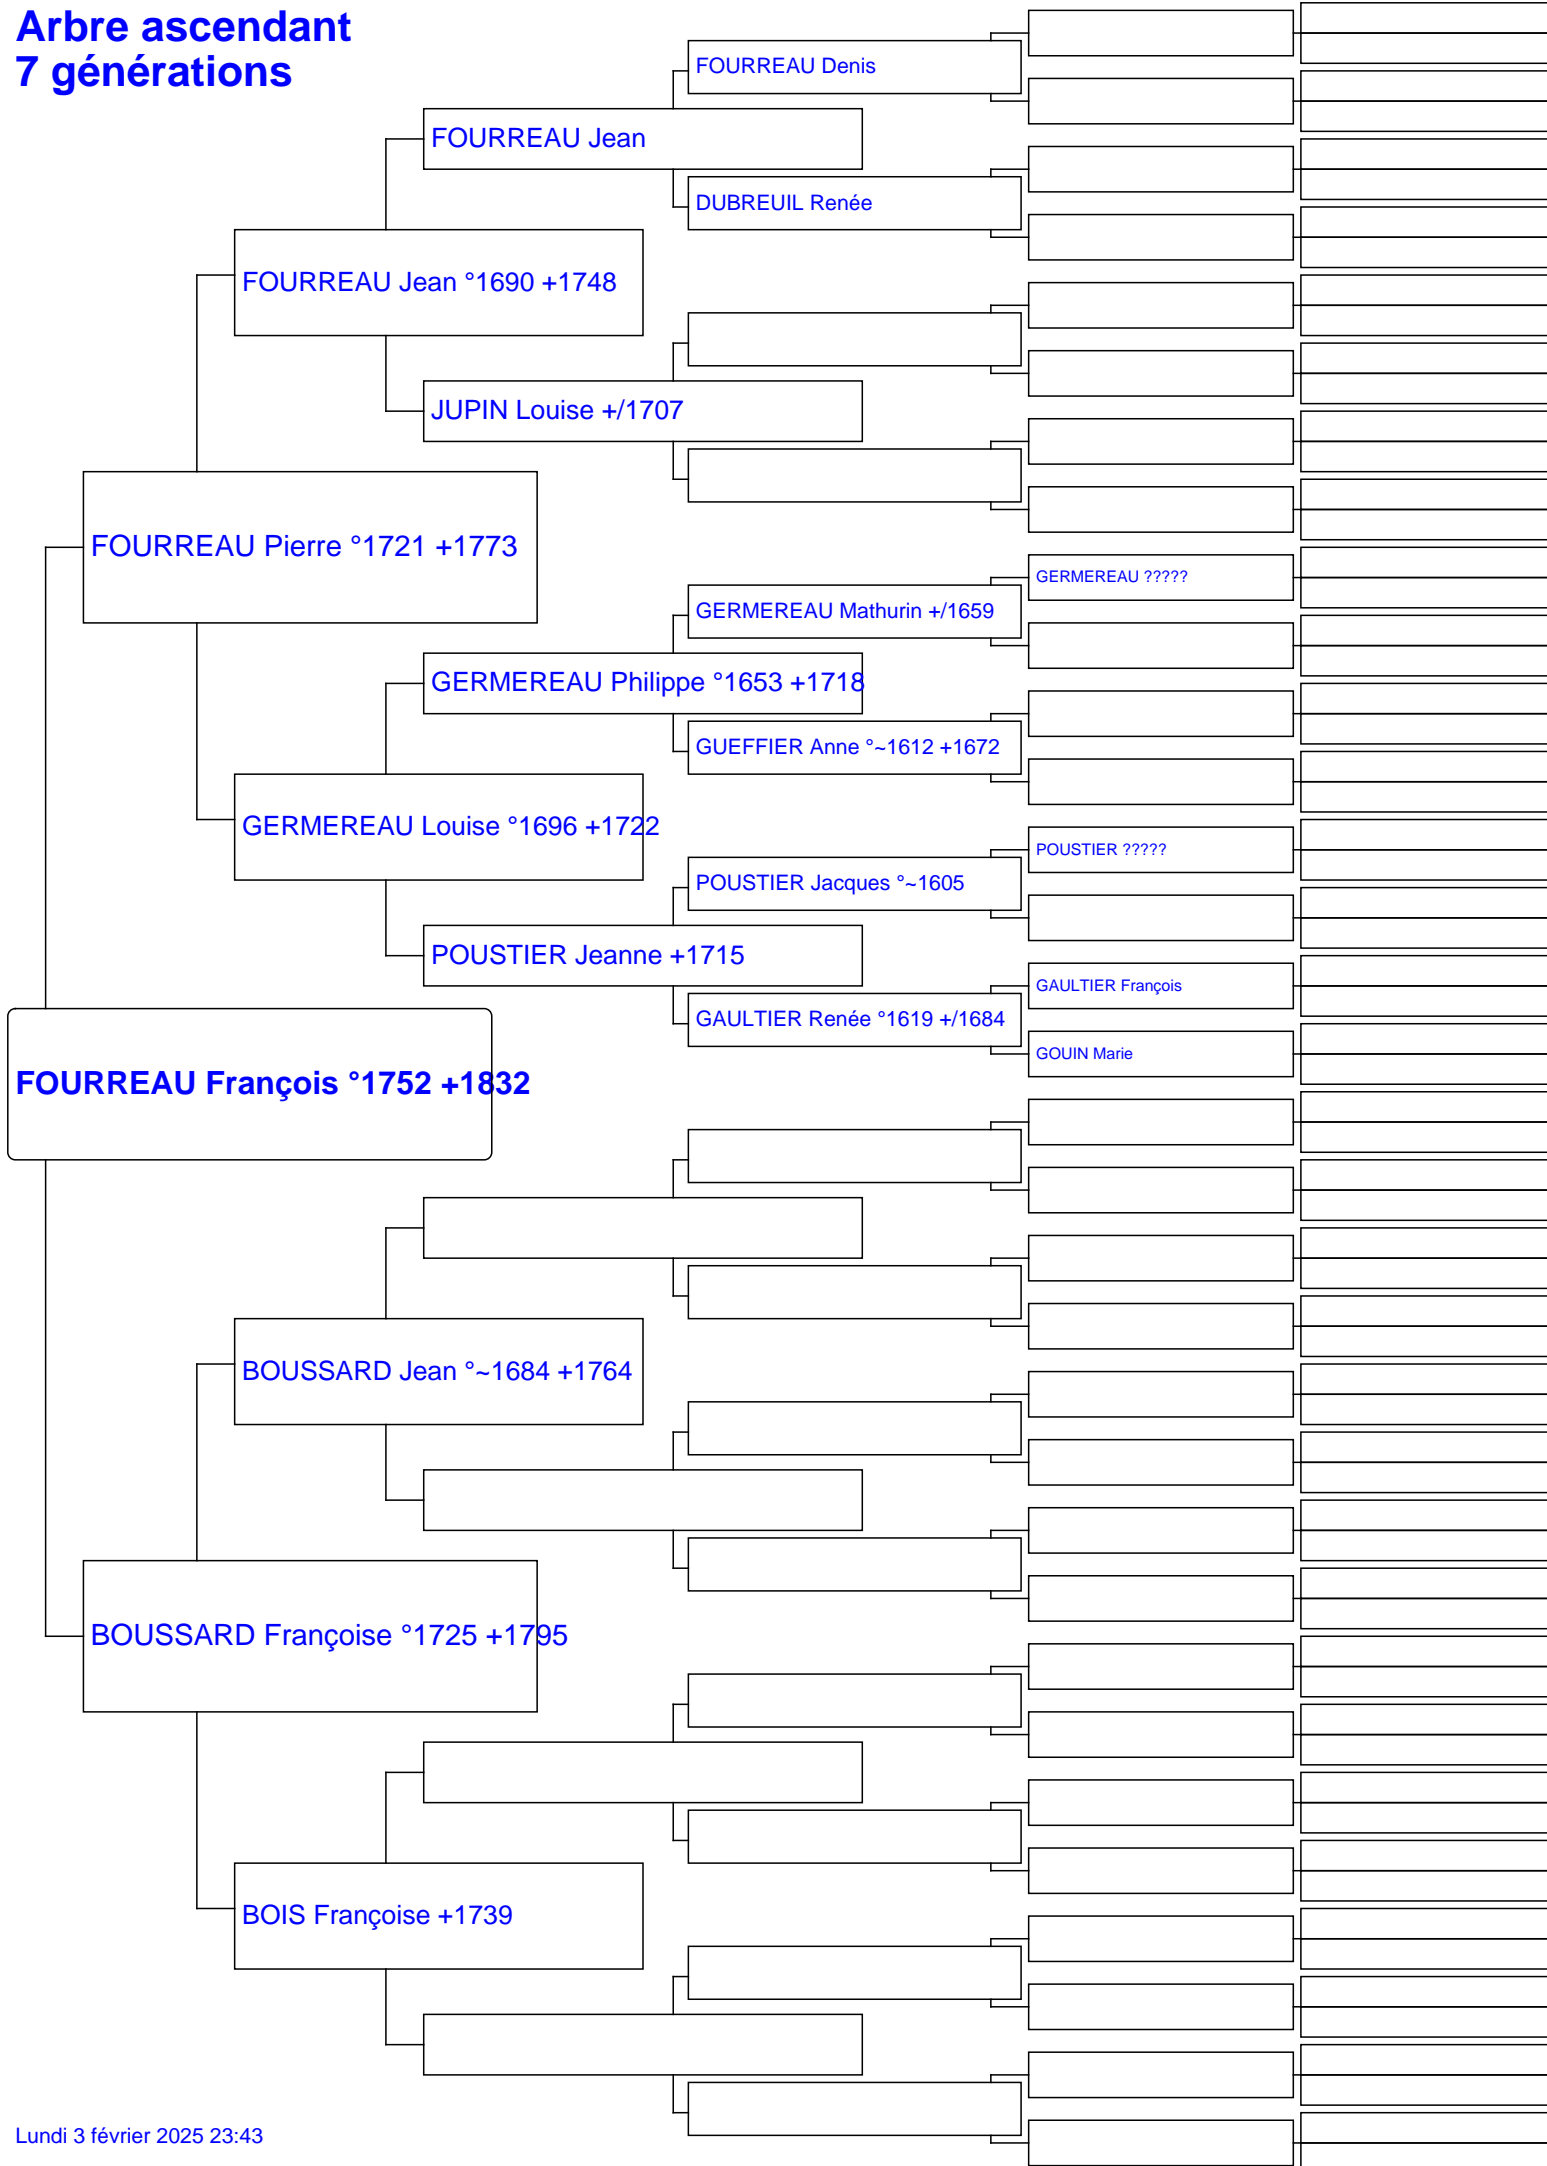 Arbre ascendant
7 générations
FOURREAU Denis
FOURREAU Jean
DUBREUIL Renée
FOURREAU Jean °1690 +1748
JUPIN Louise +/1707
FOURREAU Pierre °1721 +1773
GERMEREAU ?????
GERMEREAU Mathurin +/1659
GERMEREAU Philippe °1653 +1718
GUEFFIER Anne °~1612 +1672
GERMEREAU Louise °1696 +1722
POUSTIER ?????
POUSTIER Jacques °~1605
POUSTIER Jeanne +1715
GAULTIER François
GAULTIER Renée °1619 +/1684
GOUIN Marie
FOURREAU François °1752 +1832
BOUSSARD Jean °~1684 +1764
BOUSSARD Françoise °1725 +1795
BOIS Françoise +1739
Lundi 3 février 2025 23:43